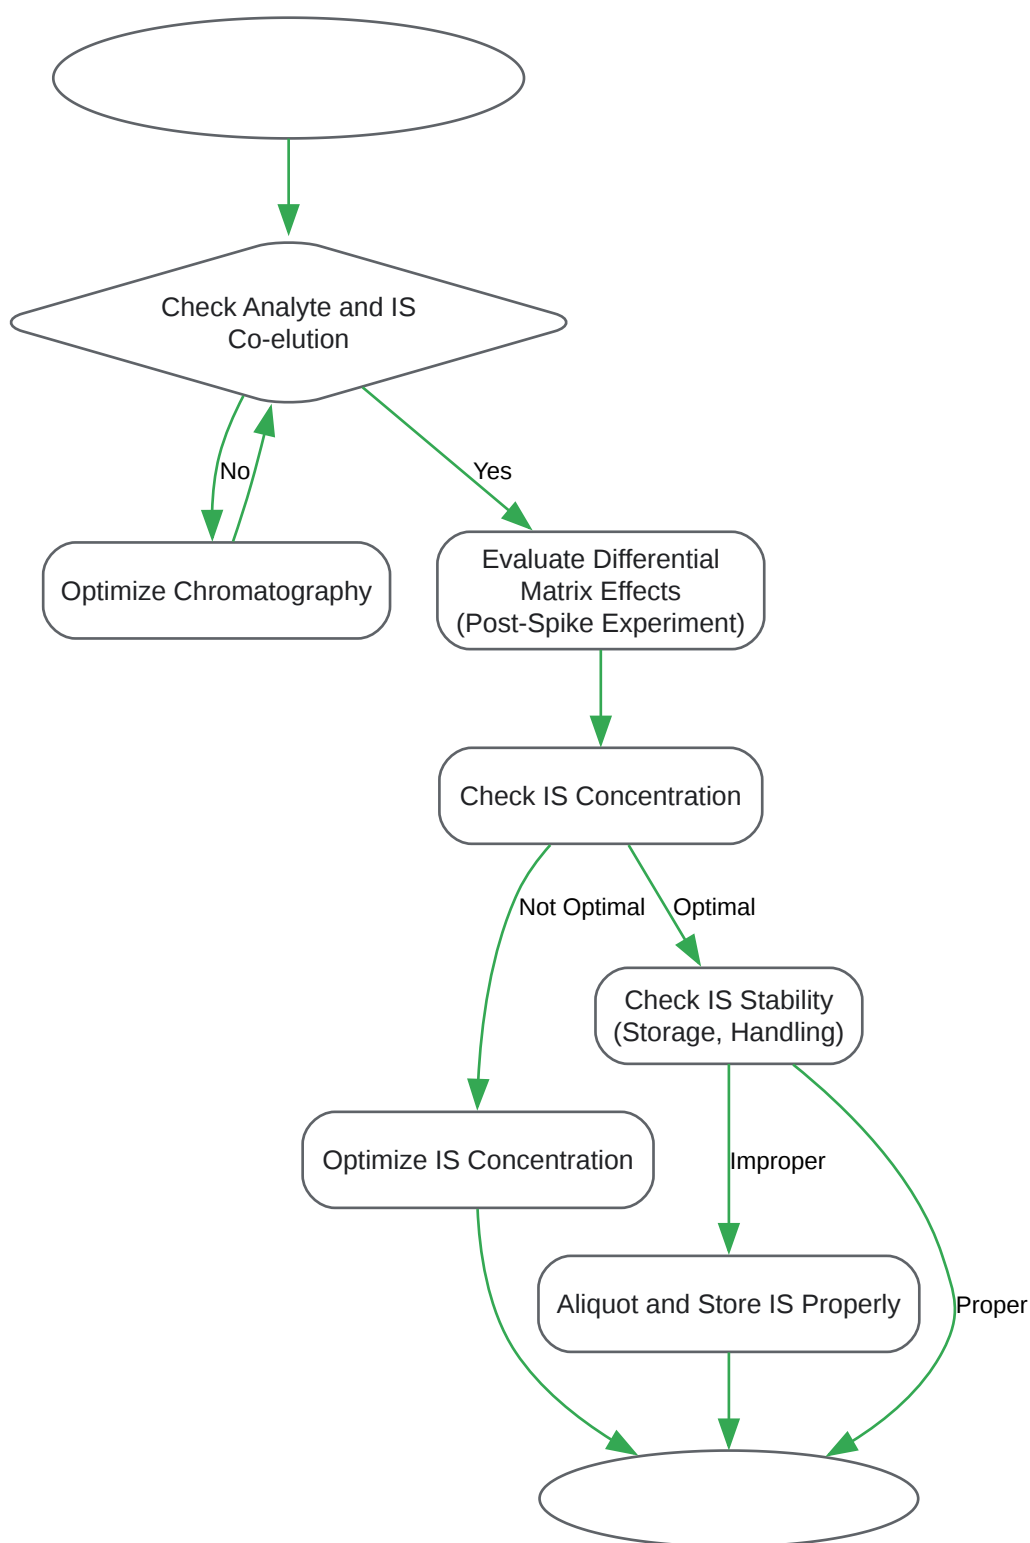 Check Analyte and IS
Co-elution
No
Yes
Optimize Chromatography
Evaluate Differential
Matrix Effects
(Post-Spike Experiment)
Check IS Concentration
Not Optimal
Optimal
Check IS Stability
(Storage, Handling)
Optimize IS Concentration
Improper
Aliquot and Store IS Properly
Proper